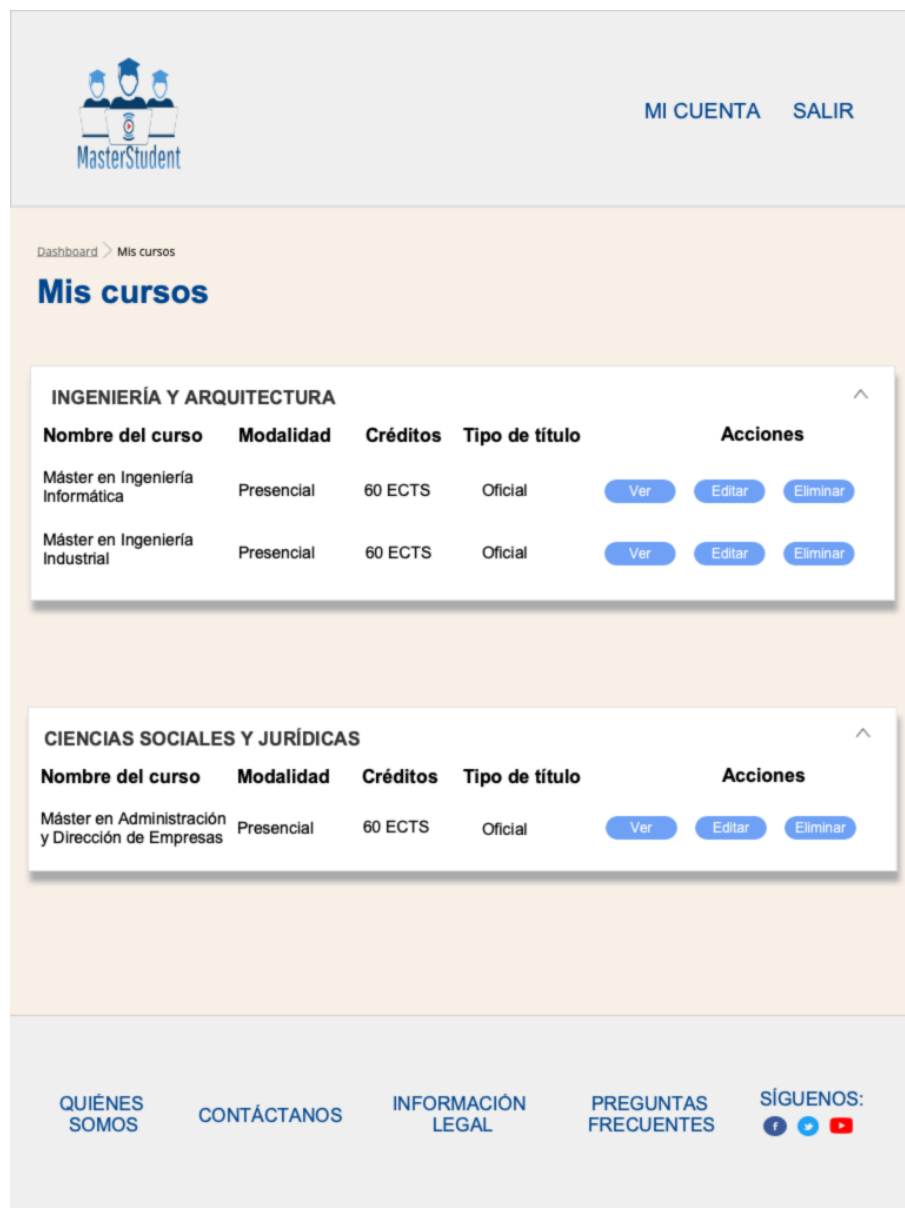 MasterStudent
MI CUENTA SALIR
Dashboard Mis cursos
Mis cursos
INGENIERÍA Y ARQUITECTURA
Nombre del curso Modalidad Créditos Tipo de título Acciones
Máster en Ingeniería
Informática Presencial 60 ECTS Oficial Ver Editar Eliminar
Máster en Ingeniería
Industrial Presencial 60 ECTS Oficial Ver Editar Eliminar
CIENCIAS SOCIALES Y JURÍDICAS
Nombre del curso Modalidad Créditos Tipo de título Acciones
Máster en Administración
y Dirección de Empresas Presencial 60 ECTS Oficial Ver Editar Eliminar
QUIÉNES
SOMOS
CONTÁCTANOS
INFORMACIÓN
LEGAL
PREGUNTAS
FRECUENTES
SÍGUENOS: